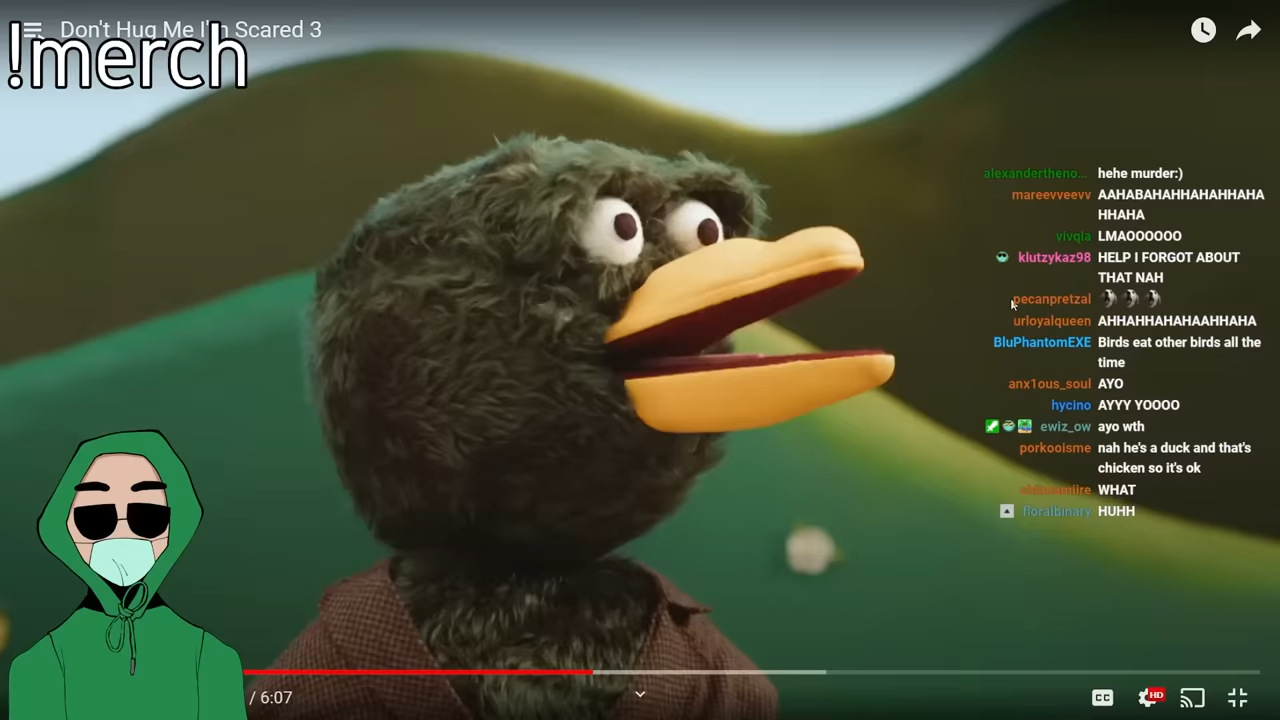 Don't Hug Me I'm Scared 3
!merch
alexandertheno... hehe murder:)
mareevveevv AAHABAHAHHAHAHHAHA
HHAHA
vivqia LMAOOOOOO
klutzykaz98 HELP I FORGOT ABOUT
THAT NAH
pecanpretzal
urloyalqueen AHHAHHAHAHAAHHAHA
BluPhantomEXE Birds eat other birds all the
time
anx1ous_soul AYO
hycino AYYY YOOOO
ewiz_ow ayo wth
porkooisme nah he's a duck and that's
chicken so it's ok
WHAT
floralbinary HUHH
/ 6:07
CC
HD